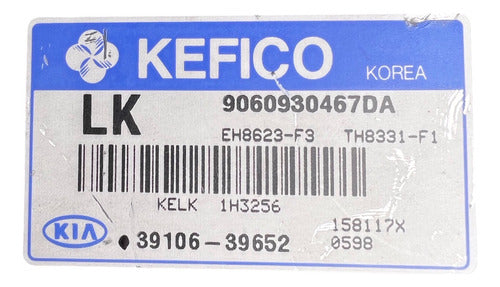 KEFICO KOREA
LK 9060930467DA
EH8623-F3 TH8331-F1
KELK 1H3256
158117X
KIA 39106-39652 0598